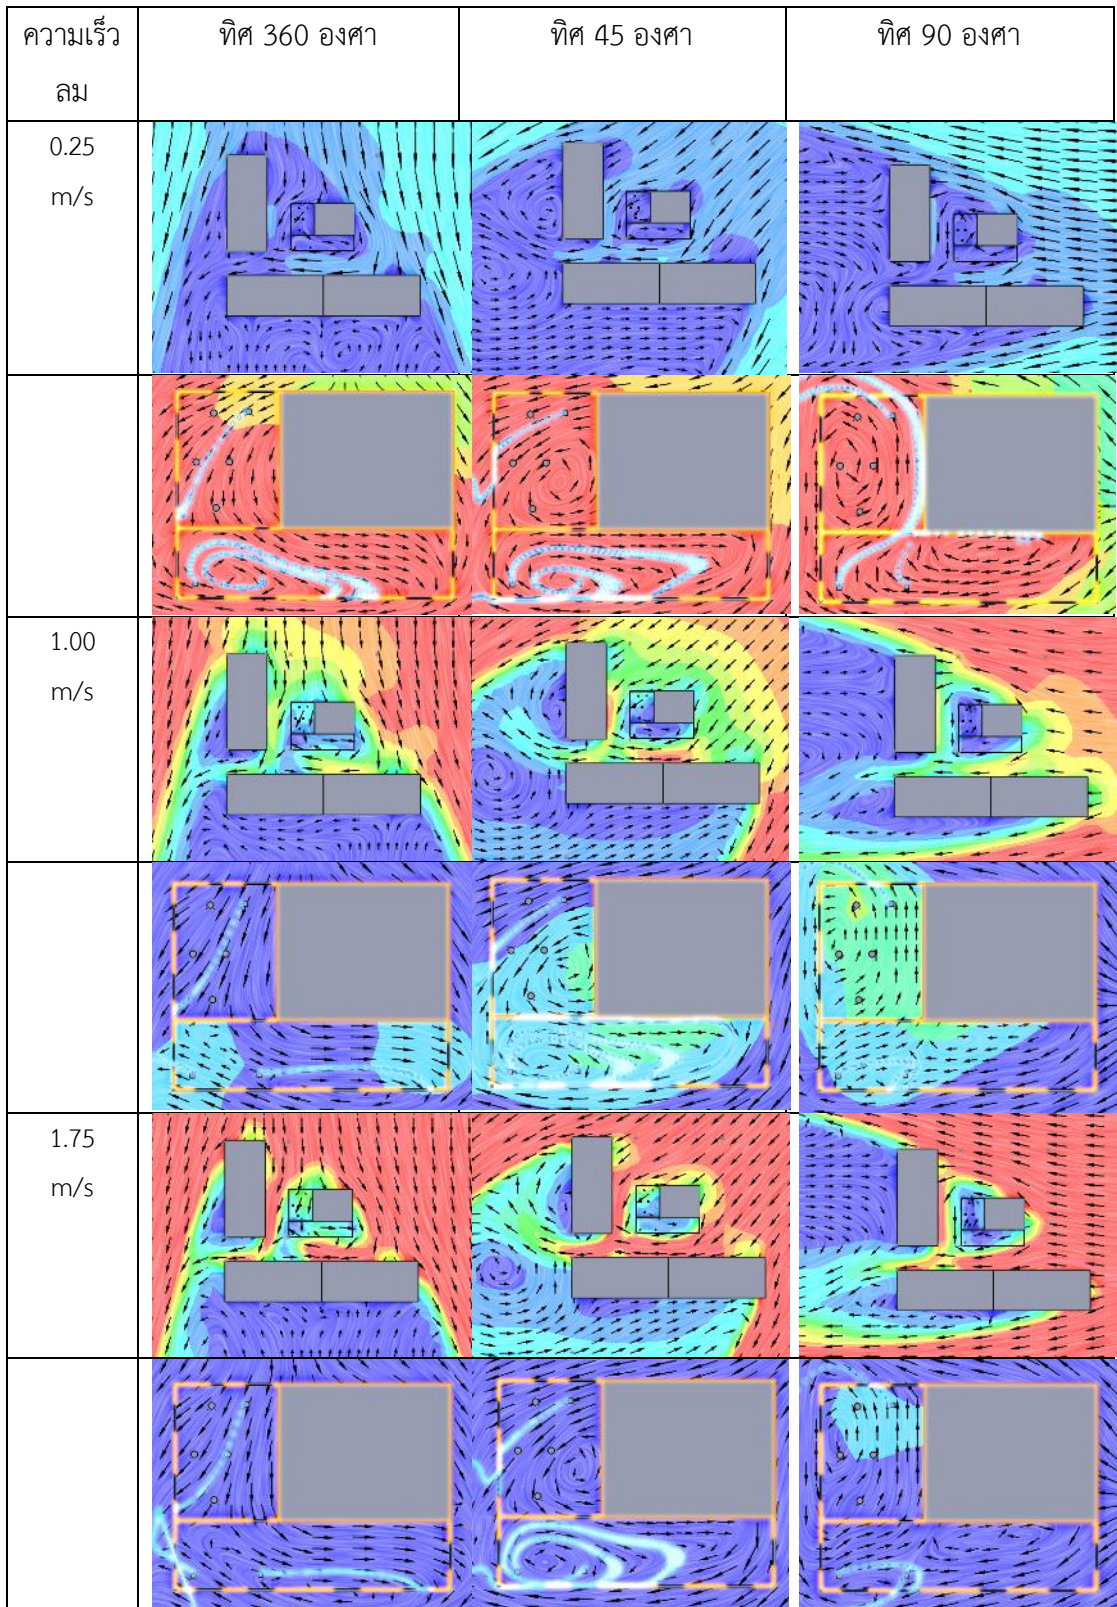 ความเร็ว
ลม
ทิศ 360 องศา
ทิศ 45 องศา
ทิศ 90 องศา
0.25
m/s
1.00
m/s
1.75
m/s